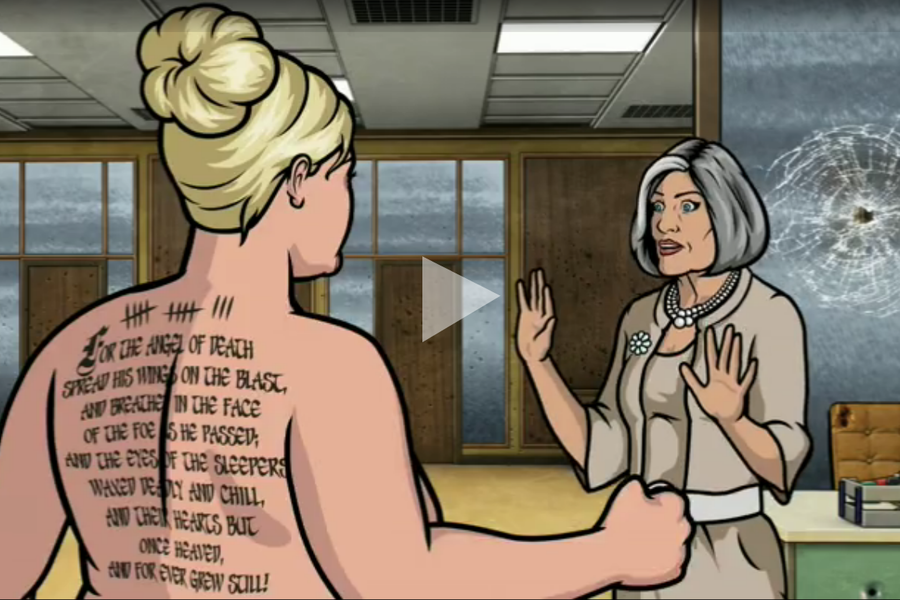 FOR THE ANGEL OF DEATH
SPREAD HIS WINGS ON THE BLAST,
AND BREATHED IN THE FACE
OF THE FOE AS HE PASSED;
AND THE EYES OF THE SLEEPERS
WAXED DEADLY AND CHILL,
AND THEIR HEARTS BUT
ONCE HEAVED,
AND FOR EVER GREW STILL!